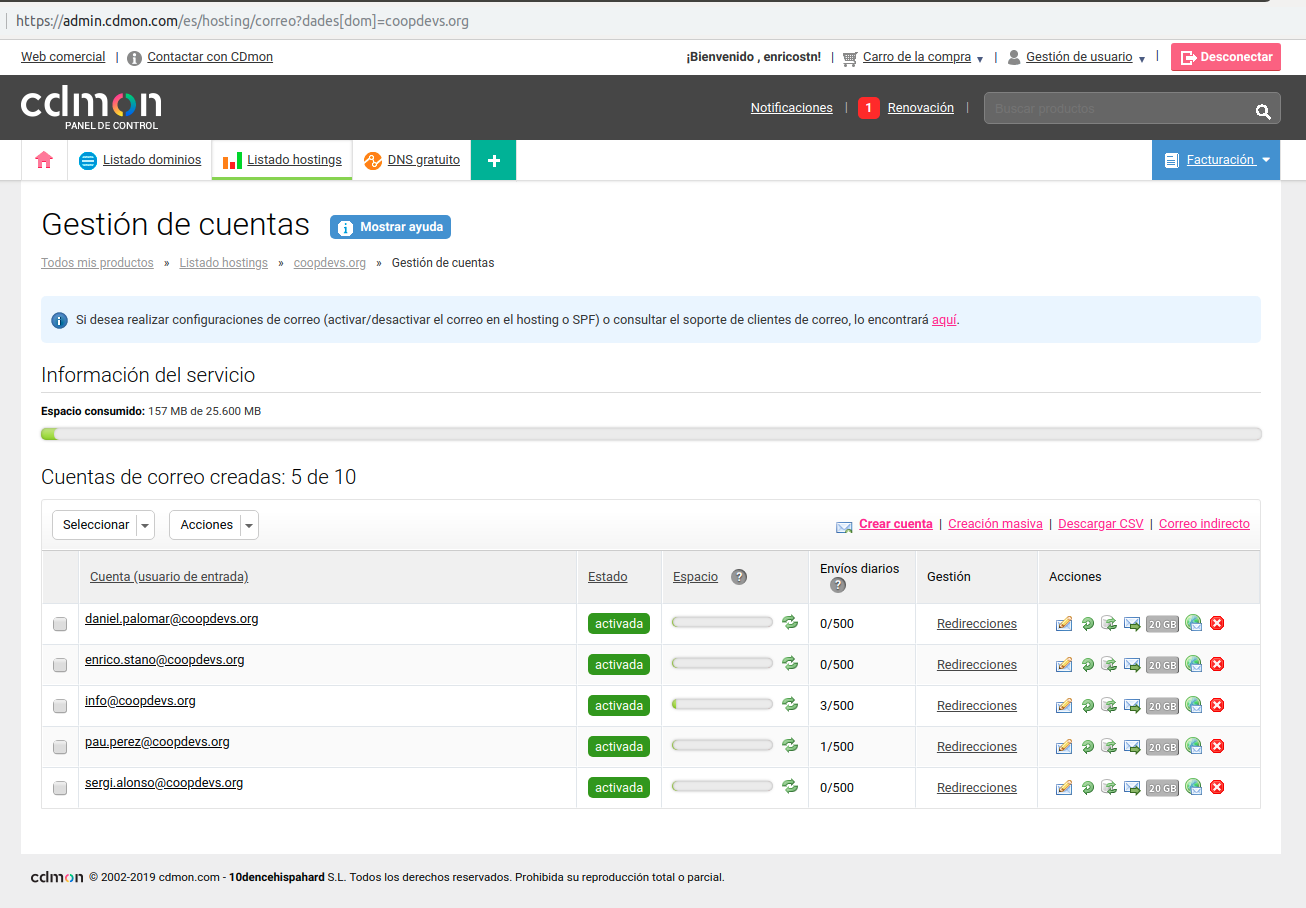 https://admin.cdmon.com/es/hosting/correo?dades[dom]=coopdevs.org
Web comercial | Contactar con CDmon ¡Bienvenido , enricostn! | Carro de la compra | Gestión de usuario | Desconectar
cdmon
PANEL DE CONTROL
Notificaciones | 1 Renovación | Buscar productos
Listado dominios Listado hostings DNS gratuito + Facturación
Gestión de cuentas Mostrar ayuda
Todos mis productos » Listado hostings » coopdevs.org » Gestión de cuentas
Si desea realizar configuraciones de correo (activar/desactivar el correo en el hosting o SPF) o consultar el soporte de clientes de correo, lo encontrará aquí.
Información del servicio
Espacio consumido: 157 MB de 25.600 MB
Cuentas de correo creadas: 5 de 10
Seleccionar Acciones Crear cuenta | Creación masiva | Descargar CSV | Correo indirecto
Cuenta (usuario de entrada) Estado Espacio ? Envíos diarios ? Gestión Acciones
daniel.palomar@coopdevs.org activada 0/500 Redirecciones 20 GB
enrico.stano@coopdevs.org activada 0/500 Redirecciones 20 GB
info@coopdevs.org activada 3/500 Redirecciones 20 GB
pau.perez@coopdevs.org activada 1/500 Redirecciones 20 GB
sergi.alonso@coopdevs.org activada 0/500 Redirecciones 20 GB
cdmon © 2002-2019 cdmon.com - 10dencehispahard S.L. Todos los derechos reservados. Prohibida su reproducción total o parcial.